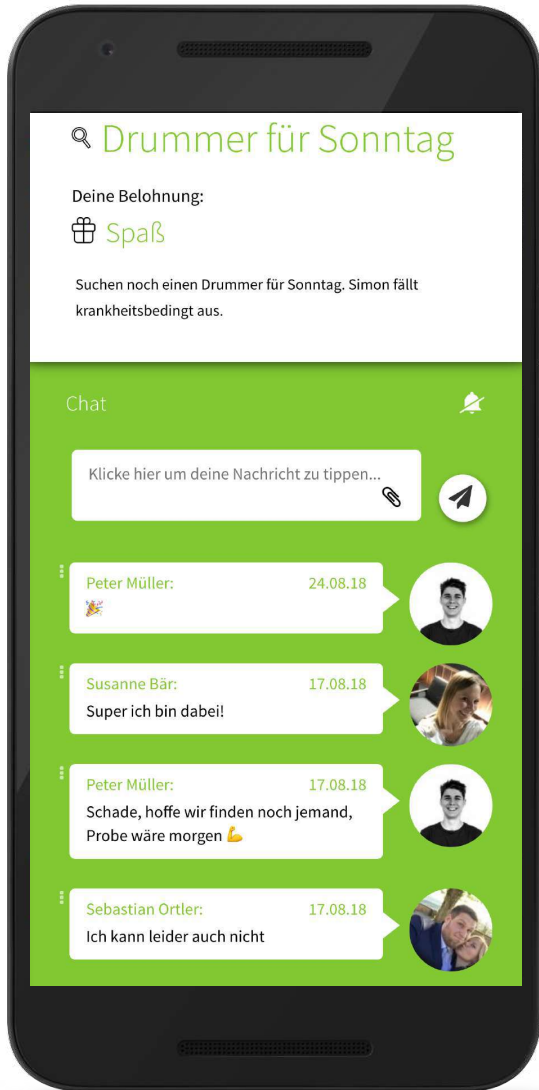 Drummer für Sonntag
Deine Belohnung:
Spaß
Suchen noch einen Drummer für Sonntag. Simon fällt
krankheitsbedingt aus.
Chat
Klicke hier um deine Nachricht zu tippen...
Peter Müller: 24.08.18
🎉
Susanne Bär: 17.08.18
Super ich bin dabei!
Peter Müller: 17.08.18
Schade, hoffe wir finden noch jemand,
Probe wäre morgen 💪
Sebastian Ortler: 17.08.18
Ich kann leider auch nicht